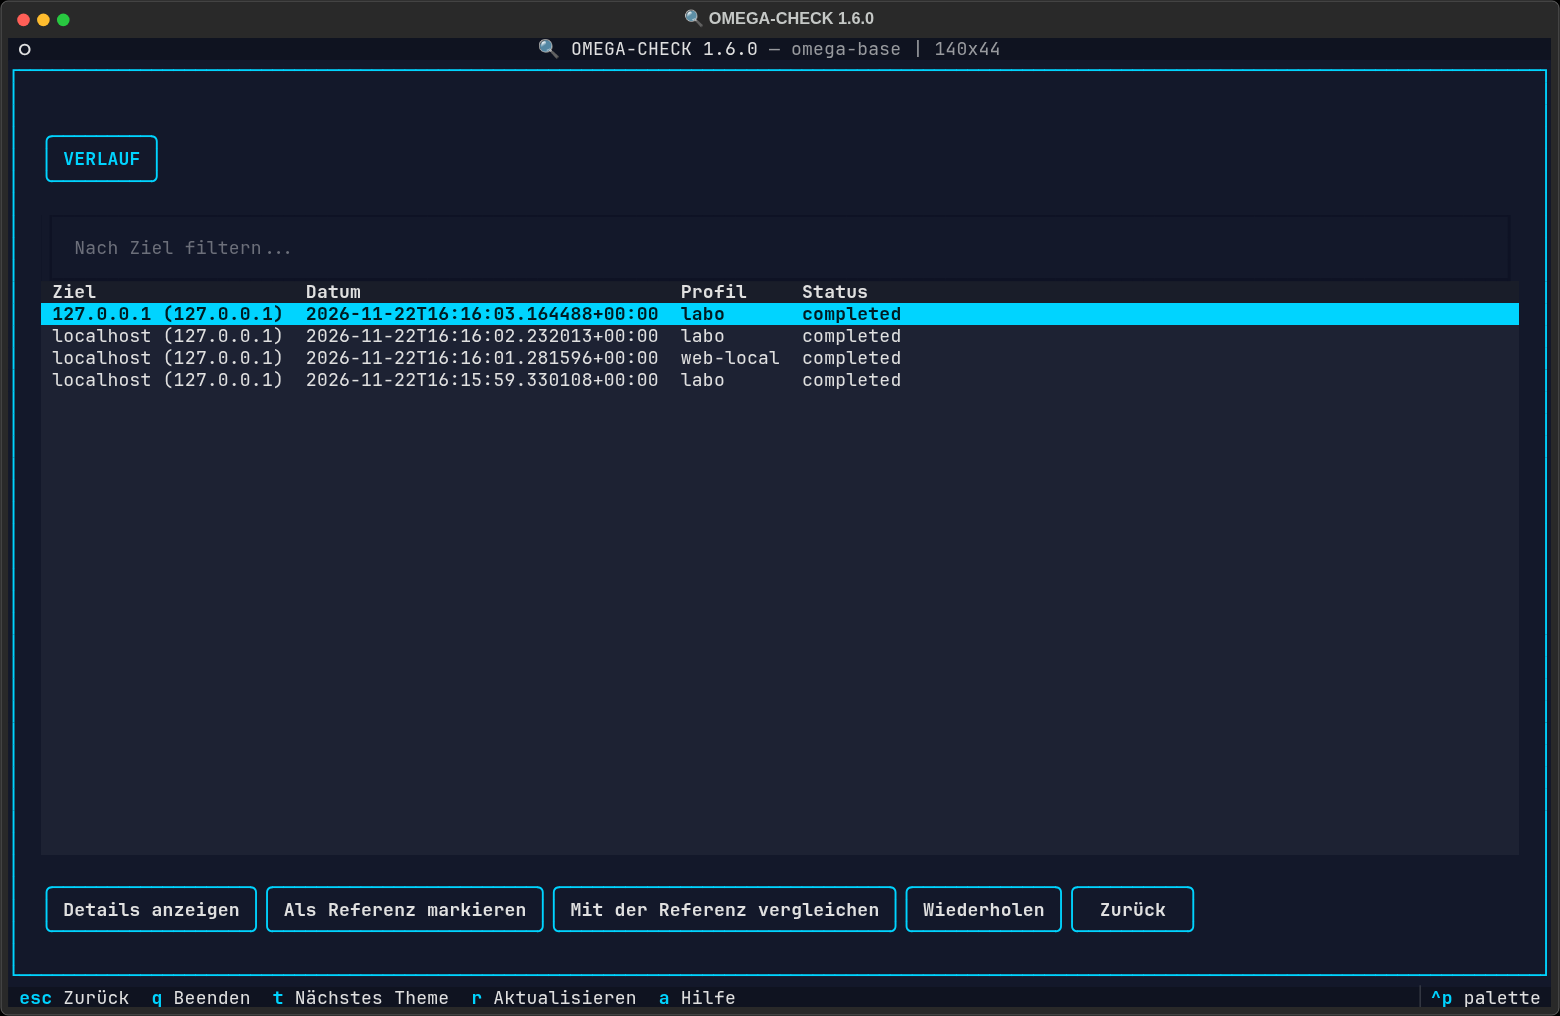 🔍 OMEGA-CHECK 1.6.0
🔍 OMEGA-CHECK 1.6.0 — omega-base | 140x44
VERLAUF
Nach Ziel filtern...
Ziel Datum Profil Status
127.0.0.1 (127.0.0.1) 2026-11-22T16:16:03.164488+00:00 labo completed
localhost (127.0.0.1) 2026-11-22T16:16:02.232013+00:00 labo completed
localhost (127.0.0.1) 2026-11-22T16:16:01.281596+00:00 web-local completed
localhost (127.0.0.1) 2026-11-22T16:15:59.330108+00:00 labo completed
Details anzeigen Als Referenz markieren Mit der Referenz vergleichen Wiederholen Zurück
esc Zurück q Beenden t Nächstes Theme r Aktualisieren a Hilfe ^p palette